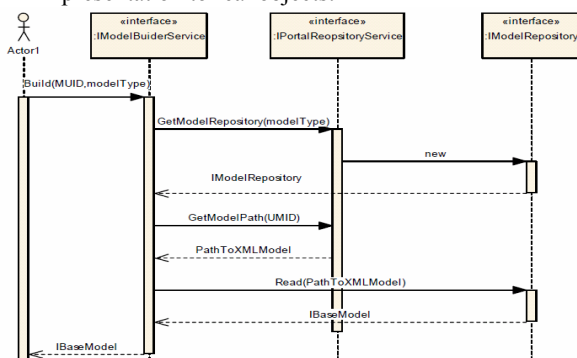 presentation to real objects.
«interface»
:IModelBuiderService
«interface»
:IPortalReopsitoryService
«interface»
:IModelRepository
Actor1
Build(MUID,modelType)
GetModelRepository(modelType)
new
IModelRepository
GetModelPath(UMID)
PathToXMLModel
Read(PathToXMLModel)
IBaseModel
IBaseModel